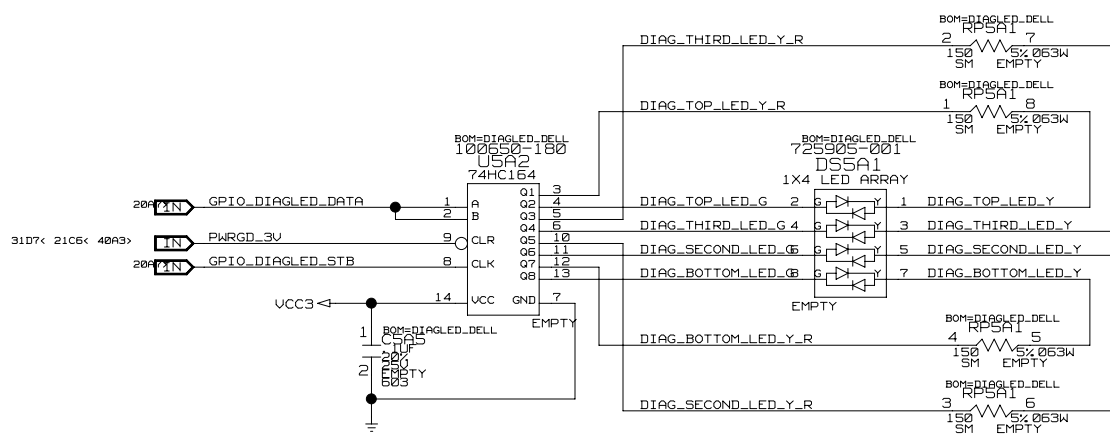 BOM=DIAGLED_DELL
RP5A1
DIAG_THIRD_LED_Y_R 2 7
150 5% .063W
SM EMPTY
BOM=DIAGLED_DELL
RP5A1
DIAG_TOP_LED_Y_R 1 8
150 5% .063W
SM EMPTY
BOM=DIAGLED_DELL
100650-180
U5A2
74HC164
BOM=DIAGLED_DELL
725905-001
DS5A1
1X4 LED ARRAY
IN GPIO_DIAGLED_DATA 1 A
2 B
31D7< 21C6< 40A3> IN PWRGD_3V 9 CLR
IN GPIO_DIAGLED_STB 8 CLK
VCC3 14 VCC
Q1 3
Q2 4 DIAG_TOP_LED_G 2 G Y 1 DIAG_TOP_LED_Y
Q3 5
Q4 6 DIAG_THIRD_LED_G 4 G Y 3 DIAG_THIRD_LED_Y
Q5 10
Q6 11 DIAG_SECOND_LED_G 6 G Y 5 DIAG_SECOND_LED_Y
Q7 12
Q8 13 DIAG_BOTTOM_LED_G 8 G Y 7 DIAG_BOTTOM_LED_Y
GND 7
EMPTY
EMPTY
BOM=DIAGLED_DELL
1 C5A5
.1UF
20%
25V
2 EMPTY
603
BOM=DIAGLED_DELL
RP5A1
DIAG_BOTTOM_LED_Y_R 4 5
150 5% .063W
SM EMPTY
BOM=DIAGLED_DELL
RP5A1
DIAG_SECOND_LED_Y_R 3 6
150 5% .063W
SM EMPTY